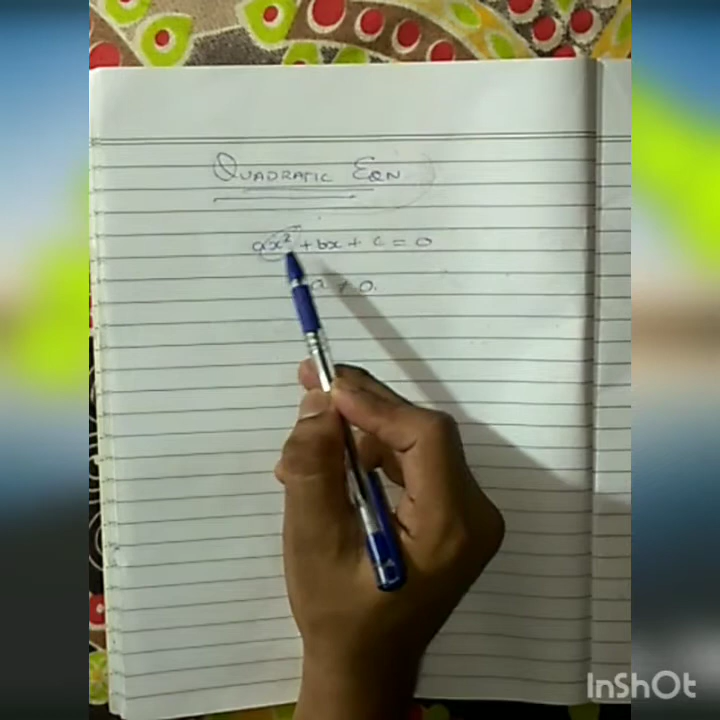 QUADRATIC EQN
ax² + bx + c = 0
a ≠ 0.
InShOt